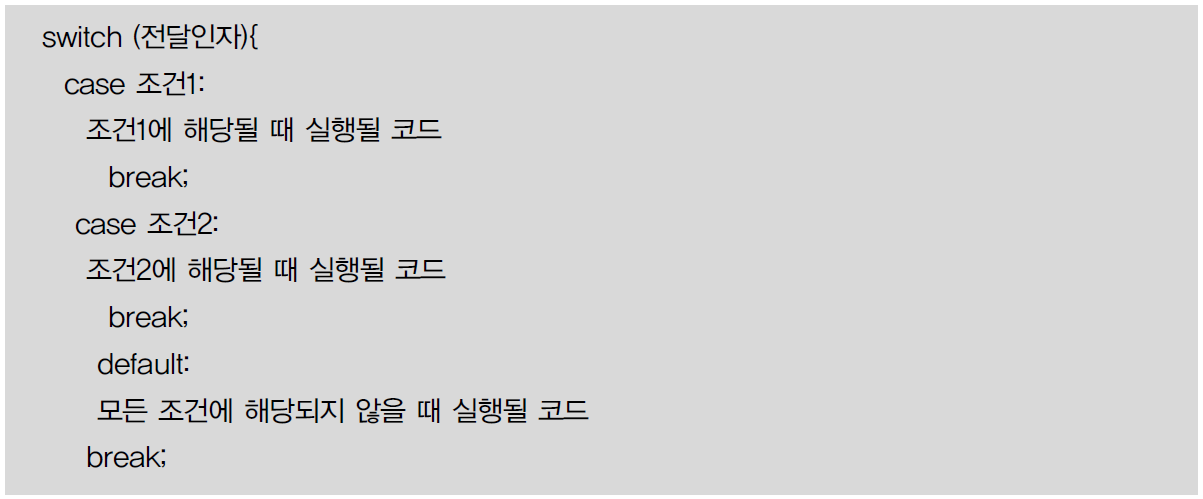 switch (전달인자){
case 조건1:
조건1에 해당될 때 실행될 코드
break;
case 조건2:
조건2에 해당될 때 실행될 코드
break;
default:
모든 조건에 해당되지 않을 때 실행될 코드
break;